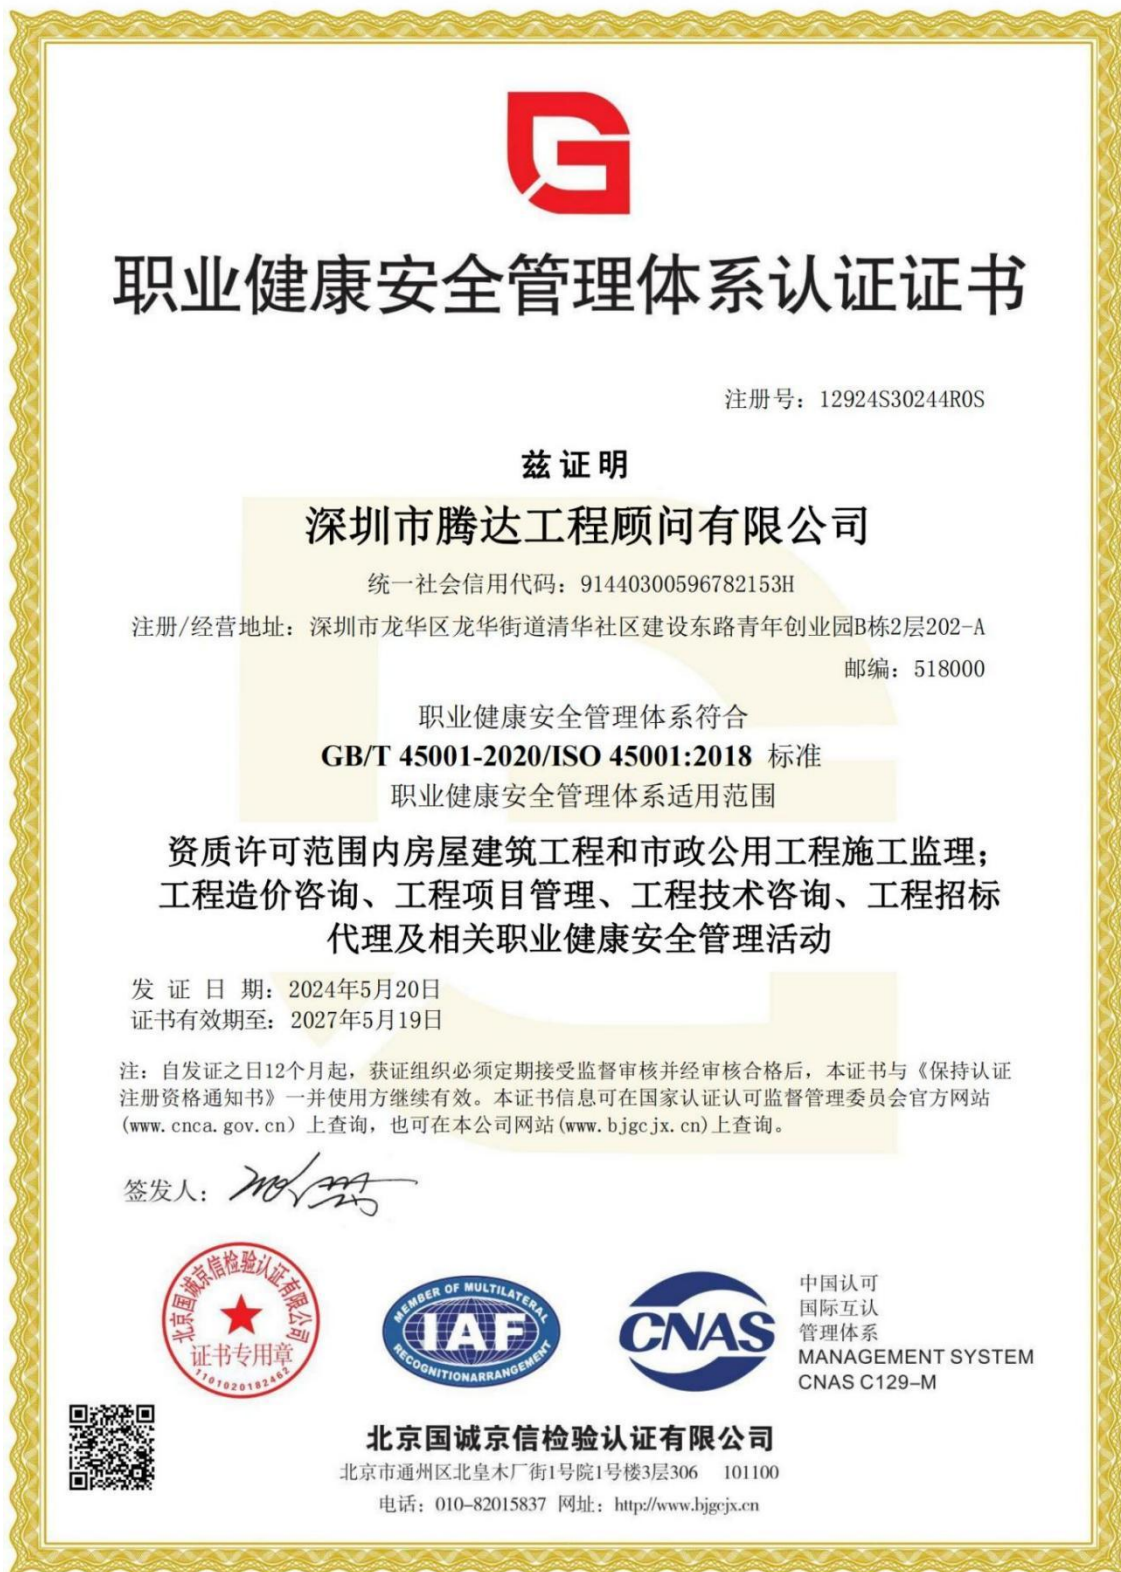 职业健康安全管理体系认证证书
注册号：12924S30244R0S
兹证明
深圳市腾达工程顾问有限公司
统一社会信用代码：91440300596782153H
注册/经营地址：深圳市龙华区龙华街道清华社区建设东路青年创业园B栋2层202-A
邮编：518000
职业健康安全管理体系符合
GB/T 45001-2020/ISO 45001:2018 标准
职业健康安全管理体系适用范围
资质许可范围内房屋建筑工程和市政公用工程施工监理；
工程造价咨询、工程项目管理、工程技术咨询、工程招标
代理及相关职业健康安全管理活动
发 证 日 期：2024年5月20日
证书有效期至：2027年5月19日
注：自发证之日12个月起，获证组织必须定期接受监督审核并经审核合格后，本证书与《保持认证
注册资格通知书》一并使用方继续有效。本证书信息可在国家认证认可监督管理委员会官方网站
(www.cnca.gov.cn）上查询，也可在本公司网站(www.bjgcjx.cn)上查询。
签发人：
北京国诚京信检验认证有限公司
证书专用章
1101020182462
MEMBER OF MULTILATERAL
IAF
RECOGNITIONARRANGEMENT
CNAS
中国认可
国际互认
管理体系
MANAGEMENT SYSTEM
CNAS C129–M
北京国诚京信检验认证有限公司
北京市通州区北皇木厂街1号院1号楼3层306 101100
电话：010–82015837 网址：http://www.bjgcjx.cn